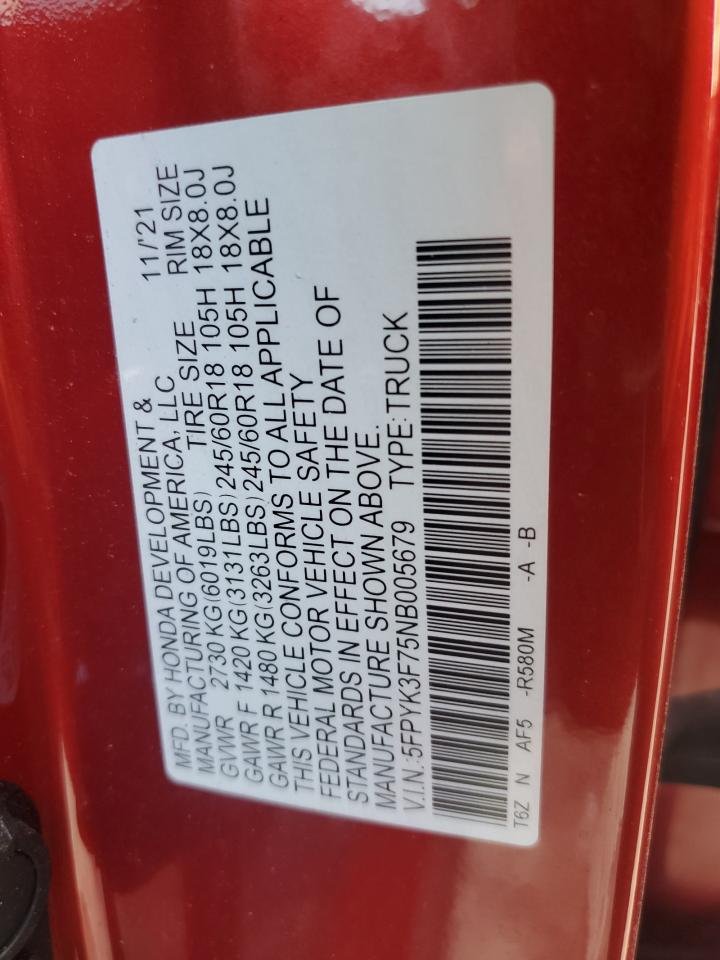 MFD. BY HONDA DEVELOPMENT & 11/'21
MANUFACTURING OF AMERICA, LLC
TIRE SIZE RIM SIZE
GVWR 2730 KG(6019LBS)
GAWR F 1420 KG(3131LBS) 245/60R18 105H 18X8.0J
GAWR R 1480 KG(3263LBS) 245/60R18 105H 18X8.0J
THIS VEHICLE CONFORMS TO ALL APPLICABLE
FEDERAL MOTOR VEHICLE SAFETY
STANDARDS IN EFFECT ON THE DATE OF
MANUFACTURE SHOWN ABOVE.
V.I.N.:5FPYK3F75NB005679 TYPE:TRUCK
T6Z N AF5 -R580M -A -B